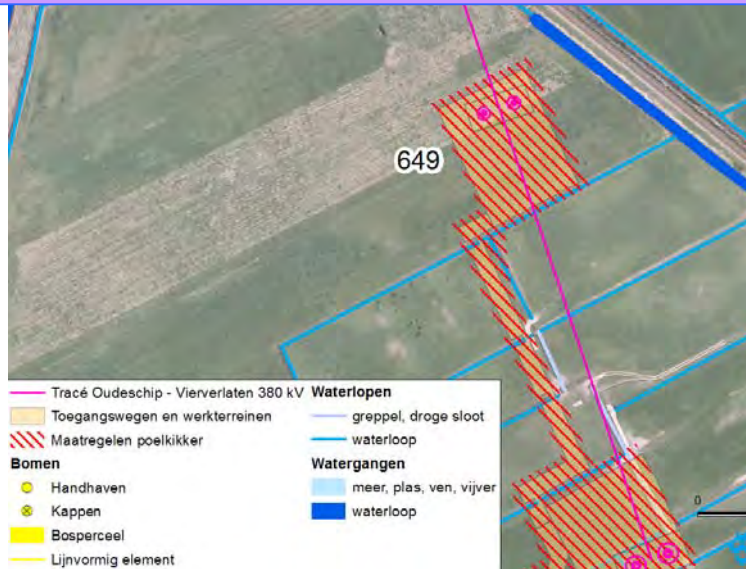 649
Tracé Oudeschip - Vierverlaten 380 kV
Toegangswegen en werkterreinen
Maatregelen poelkikker
Bomen
Handhaven
Kappen
Bosperceel
Lijnvormig element
Waterlopen
greppel, droge sloot
waterloop
Watergangen
meer, plas, ven, vijver
waterloop
0